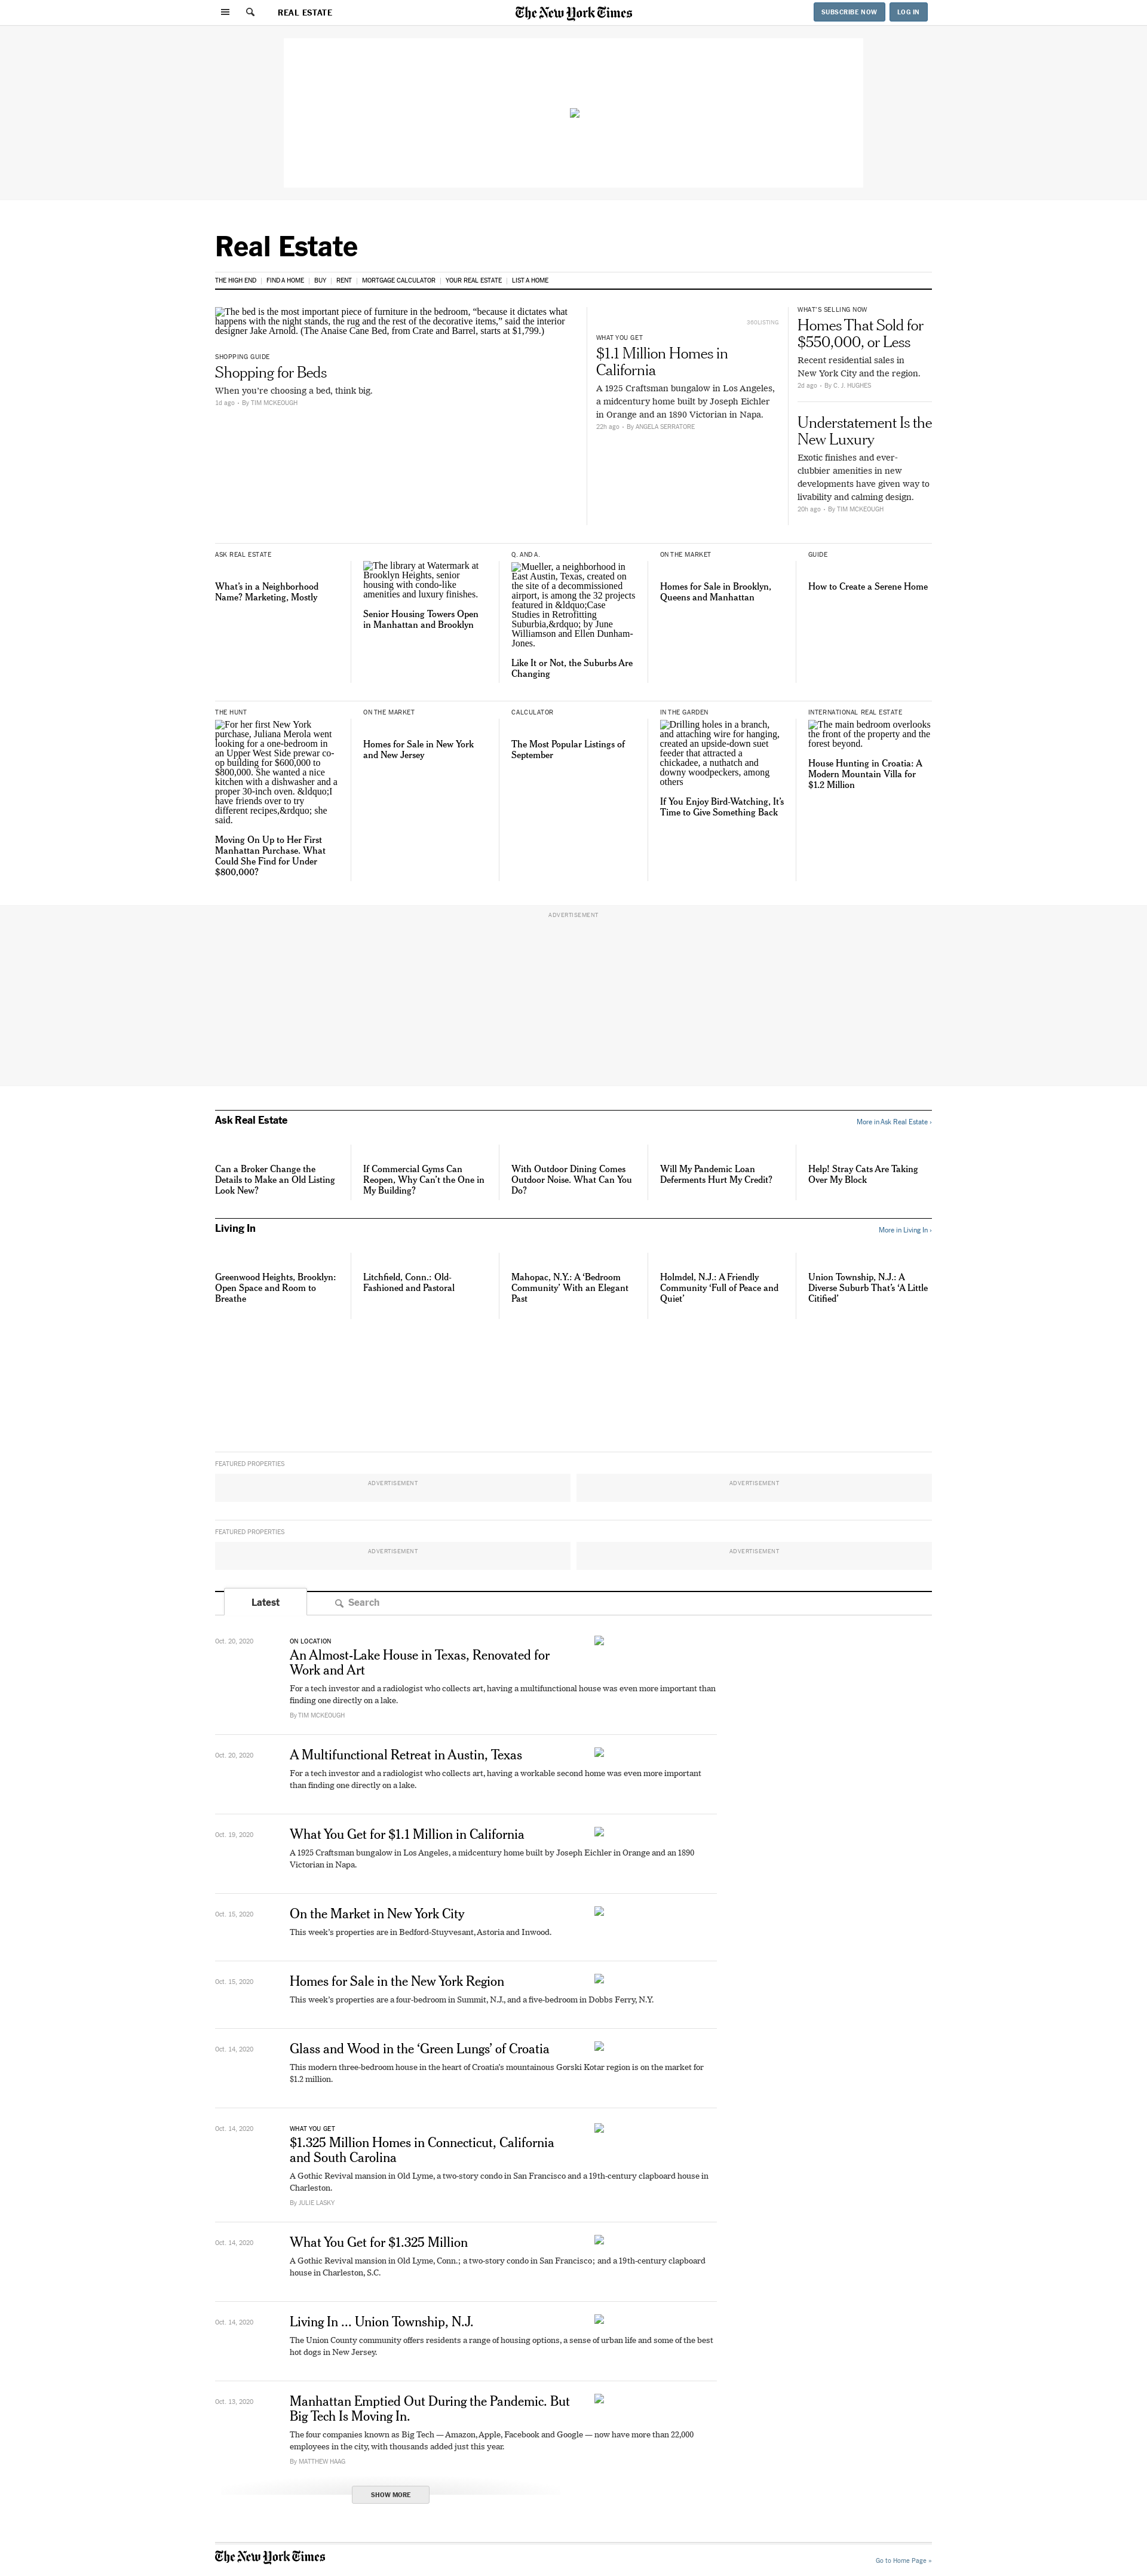 REAL ESTATE
The New York Times
SUBSCRIBE NOW
LOG IN
Real Estate
THE HIGH END | FIND A HOME | BUY | RENT | MORTGAGE CALCULATOR | YOUR REAL ESTATE | LIST A HOME
The bed is the most important piece of furniture in the bedroom, “because it dictates what
happens with the night stands, the rug and the rest of the decorative items,” said the interior
designer Jake Arnold. (The Anaise Cane Bed, from Crate and Barrel, starts at $1,799.)
SHOPPING GUIDE
Shopping for Beds
When you’re choosing a bed, think big.
1d ago - By TIM MCKEOUGH
360LISTING
WHAT YOU GET
$1.1 Million Homes in
California
A 1925 Craftsman bungalow in Los Angeles,
a midcentury home built by Joseph Eichler
in Orange and an 1890 Victorian in Napa.
22h ago - By ANGELA SERRATORE
WHAT’S SELLING NOW
Homes That Sold for
$550,000, or Less
Recent residential sales in
New York City and the region.
2d ago - By C. J. HUGHES
Understatement Is the
New Luxury
Exotic finishes and ever-
clubbier amenities in new
developments have given way to
livability and calming design.
20h ago - By TIM MCKEOUGH
ASK REAL ESTATE
What’s in a Neighborhood
Name? Marketing, Mostly
The library at Watermark at
Brooklyn Heights, senior
housing with condo-like
amenities and luxury finishes.
Senior Housing Towers Open
in Manhattan and Brooklyn
Q. AND A.
Mueller, a neighborhood in
East Austin, Texas, created on
the site of a decommissioned
airport, is among the 32 projects
featured in &ldquo;Case
Studies in Retrofitting
Suburbia,&rdquo; by June
Williamson and Ellen Dunham-
Jones.
Like It or Not, the Suburbs Are
Changing
ON THE MARKET
Homes for Sale in Brooklyn,
Queens and Manhattan
GUIDE
How to Create a Serene Home
THE HUNT
For her first New York
purchase, Juliana Merola went
looking for a one-bedroom in
an Upper West Side prewar co-
op building for $600,000 to
$800,000. She wanted a nice
kitchen with a dishwasher and a
proper 30-inch oven. &ldquo;I
have friends over to try
different recipes,&rdquo; she
said.
Moving On Up to Her First
Manhattan Purchase. What
Could She Find for Under
$800,000?
ON THE MARKET
Homes for Sale in New York
and New Jersey
CALCULATOR
The Most Popular Listings of
September
IN THE GARDEN
Drilling holes in a branch,
and attaching wire for hanging,
created an upside-down suet
feeder that attracted a
chickadee, a nuthatch and
downy woodpeckers, among
others
If You Enjoy Bird-Watching, It’s
Time to Give Something Back
INTERNATIONAL REAL ESTATE
The main bedroom overlooks
the front of the property and the
forest beyond.
House Hunting in Croatia: A
Modern Mountain Villa for
$1.2 Million
ADVERTISEMENT
Ask Real Estate
More in Ask Real Estate ›
Can a Broker Change the
Details to Make an Old Listing
Look New?
If Commercial Gyms Can
Reopen, Why Can’t the One in
My Building?
With Outdoor Dining Comes
Outdoor Noise. What Can You
Do?
Will My Pandemic Loan
Deferments Hurt My Credit?
Help! Stray Cats Are Taking
Over My Block
Living In
More in Living In ›
Greenwood Heights, Brooklyn:
Open Space and Room to
Breathe
Litchfield, Conn.: Old-
Fashioned and Pastoral
Mahopac, N.Y.: A ‘Bedroom
Community’ With an Elegant
Past
Holmdel, N.J.: A Friendly
Community ‘Full of Peace and
Quiet’
Union Township, N.J.: A
Diverse Suburb That’s ‘A Little
Citified’
FEATURED PROPERTIES
ADVERTISEMENT
ADVERTISEMENT
FEATURED PROPERTIES
ADVERTISEMENT
ADVERTISEMENT
Latest
Search
Oct. 20, 2020
ON LOCATION
An Almost-Lake House in Texas, Renovated for
Work and Art
For a tech investor and a radiologist who collects art, having a multifunctional house was even more important than
finding one directly on a lake.
By TIM MCKEOUGH
Oct. 20, 2020
A Multifunctional Retreat in Austin, Texas
For a tech investor and a radiologist who collects art, having a workable second home was even more important
than finding one directly on a lake.
Oct. 19, 2020
What You Get for $1.1 Million in California
A 1925 Craftsman bungalow in Los Angeles, a midcentury home built by Joseph Eichler in Orange and an 1890
Victorian in Napa.
Oct. 15, 2020
On the Market in New York City
This week’s properties are in Bedford-Stuyvesant, Astoria and Inwood.
Oct. 15, 2020
Homes for Sale in the New York Region
This week’s properties are a four-bedroom in Summit, N.J., and a five-bedroom in Dobbs Ferry, N.Y.
Oct. 14, 2020
Glass and Wood in the ‘Green Lungs’ of Croatia
This modern three-bedroom house in the heart of Croatia’s mountainous Gorski Kotar region is on the market for
$1.2 million.
Oct. 14, 2020
WHAT YOU GET
$1.325 Million Homes in Connecticut, California
and South Carolina
A Gothic Revival mansion in Old Lyme, a two-story condo in San Francisco and a 19th-century clapboard house in
Charleston.
By JULIE LASKY
Oct. 14, 2020
What You Get for $1.325 Million
A Gothic Revival mansion in Old Lyme, Conn.; a two-story condo in San Francisco; and a 19th-century clapboard
house in Charleston, S.C.
Oct. 14, 2020
Living In ... Union Township, N.J.
The Union County community offers residents a range of housing options, a sense of urban life and some of the best
hot dogs in New Jersey.
Oct. 13, 2020
Manhattan Emptied Out During the Pandemic. But
Big Tech Is Moving In.
The four companies known as Big Tech — Amazon, Apple, Facebook and Google — now have more than 22,000
employees in the city, with thousands added just this year.
By MATTHEW HAAG
SHOW MORE
The New York Times
Go to Home Page »